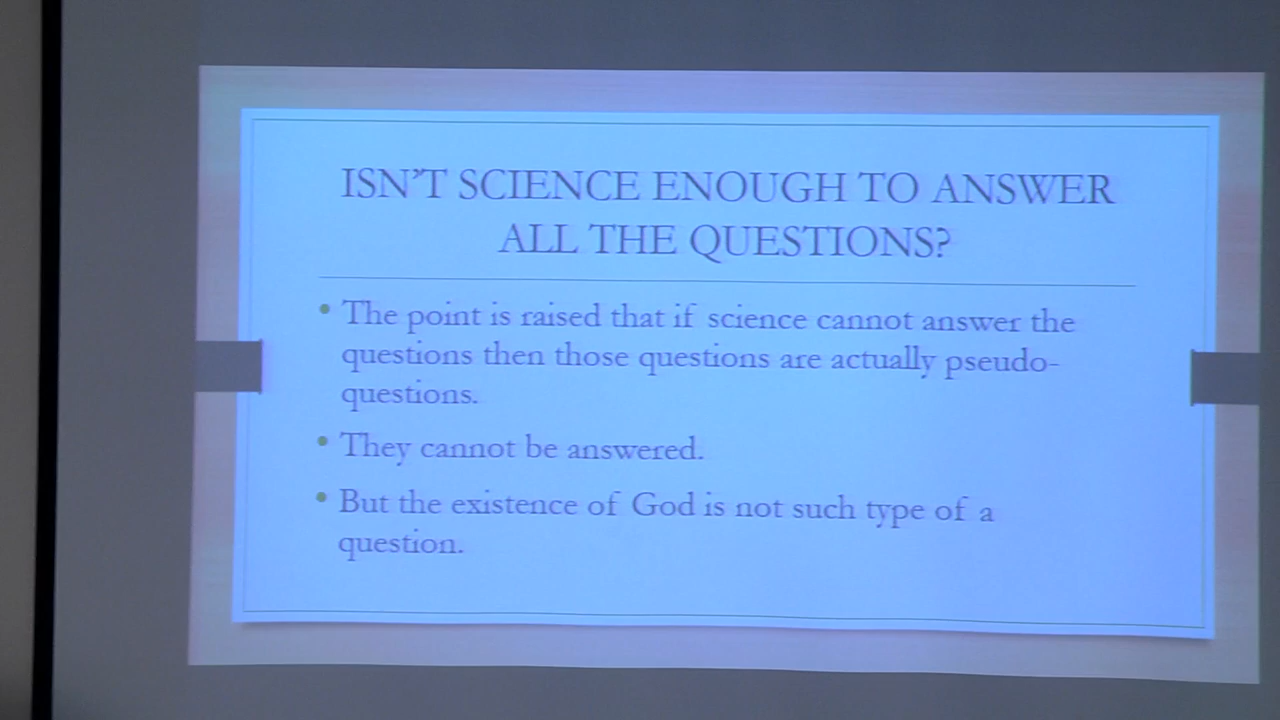 ISN'T SCIENCE ENOUGH TO ANSWER
ALL THE QUESTIONS?
• The point is raised that if science cannot answer the
questions then those questions are actually pseudo-
questions.
• They cannot be answered.
• But the existence of God is not such type of a
question.